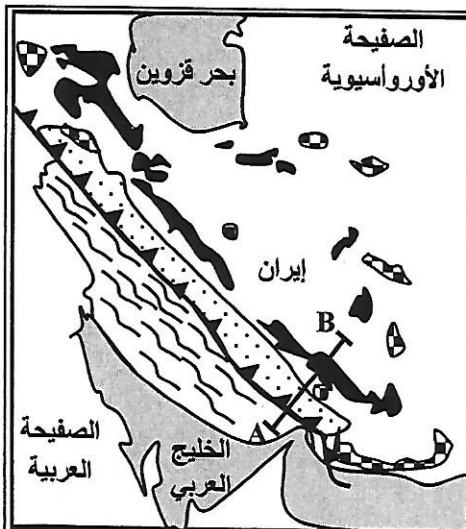 الصفيحة
الأوروآسيوية
بحر قزوين
إيران
B
A
الخليج
العربي
الصفيحة
العربية